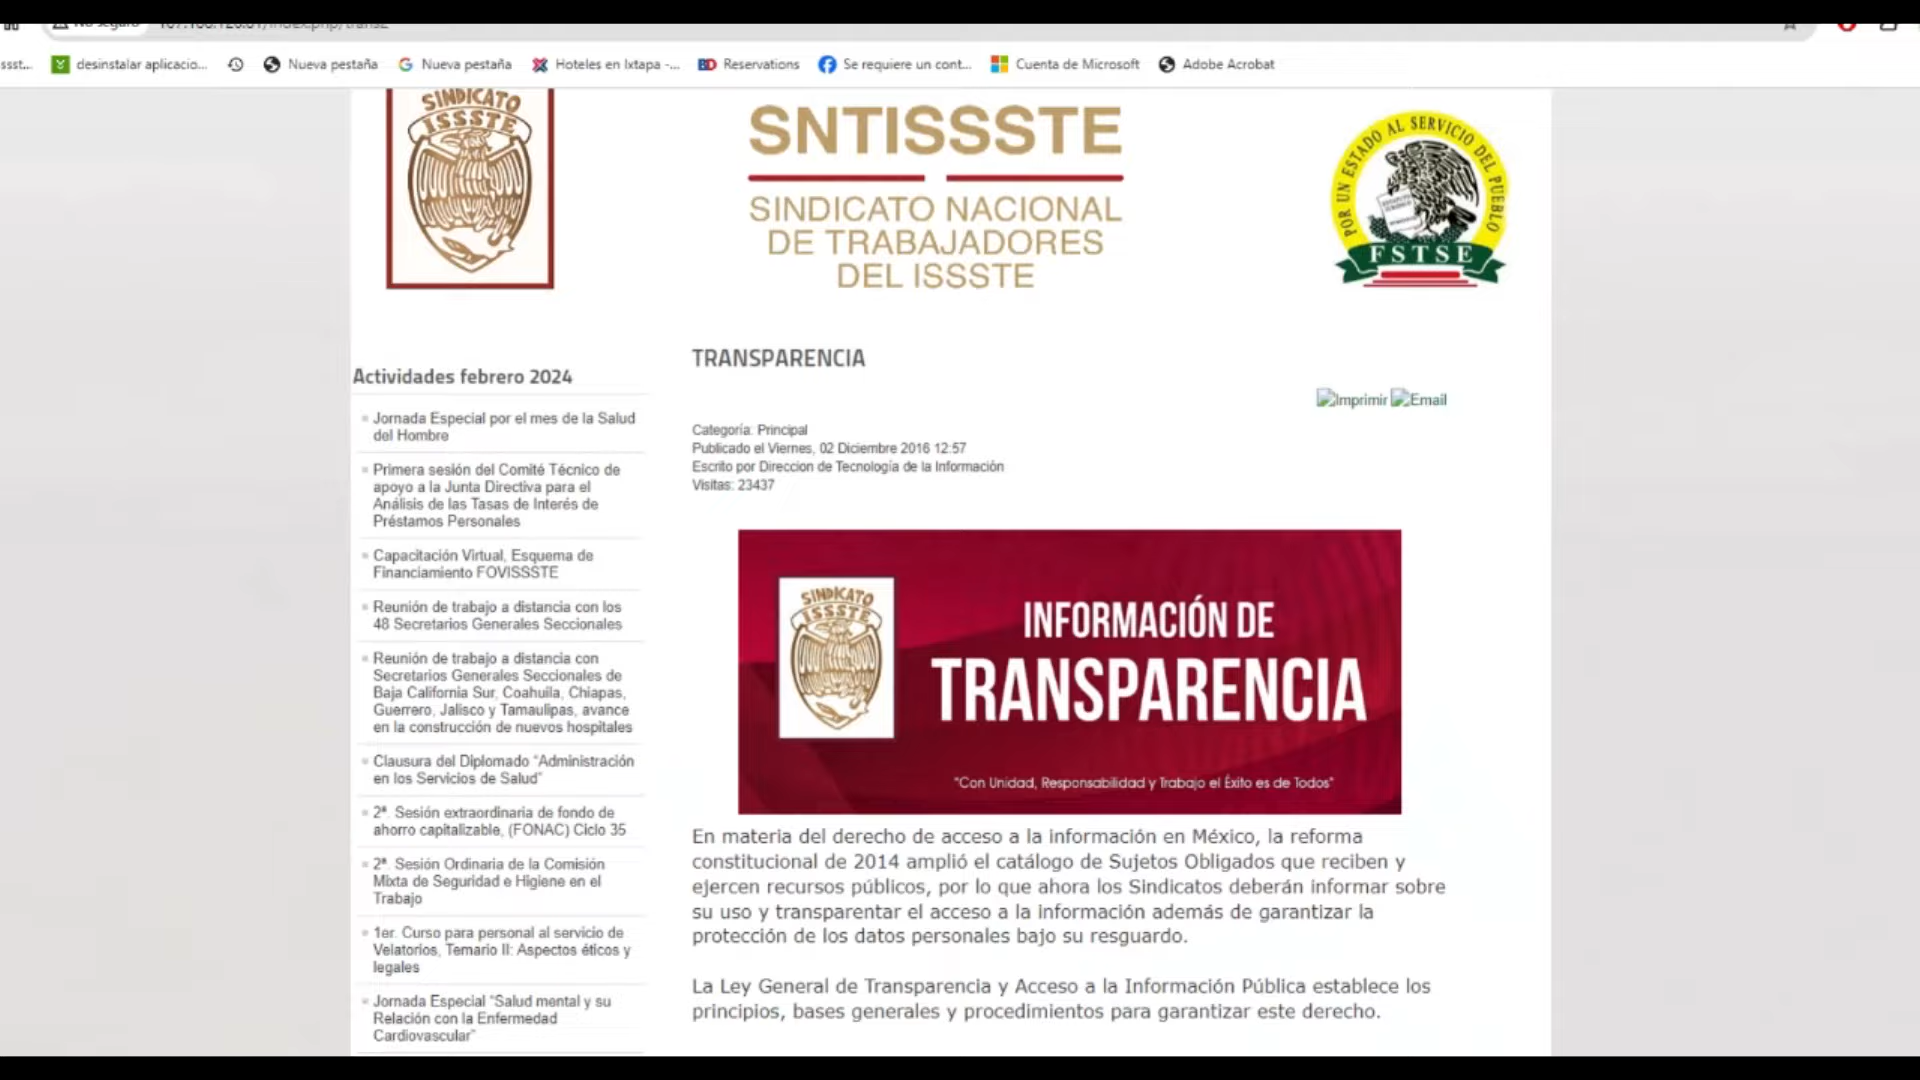 No seguro
ssst...
desinstalar aplicacio...
Nueva pestaña
Nueva pestaña
Hoteles en Ixtapa -...
Reservations
Se requiere un cont...
Cuenta de Microsoft
Adobe Acrobat
SINDICATO
ISSSTE
SNTISSSTE
SINDICATO NACIONAL
DE TRABAJADORES
DEL ISSSTE
POR UN ESTADO AL SERVICIO DEL PUEBLO
FSTSE
Actividades febrero 2024
Jornada Especial por el mes de la Salud
del Hombre
Primera sesión del Comité Técnico de
apoyo a la Junta Directiva para el
Análisis de las Tasas de Interés de
Préstamos Personales
Capacitación Virtual, Esquema de
Financiamiento FOVISSSTE
Reunión de trabajo a distancia con los
48 Secretarios Generales Seccionales
Reunión de trabajo a distancia con
Secretarios Generales Seccionales de
Baja California Sur, Coahuila, Chiapas,
Guerrero, Jalisco y Tamaulipas, avance
en la construcción de nuevos hospitales
Clausura del Diplomado "Administración
en los Servicios de Salud"
2ª. Sesión extraordinaria de fondo de
ahorro capitalizable, (FONAC) Ciclo 35
2ª. Sesión Ordinaria de la Comisión
Mixta de Seguridad e Higiene en el
Trabajo
1er. Curso para personal al servicio de
Velatorios, Temario II: Aspectos éticos y
legales
Jornada Especial "Salud mental y su
Relación con la Enfermedad
Cardiovascular"
TRANSPARENCIA
Imprimir Email
Categoría: Principal
Publicado el Viernes, 02 Diciembre 2016 12:57
Escrito por Direccion de Tecnología de la Información
Visitas: 23437
SINDICATO
ISSSTE
INFORMACIÓN DE
TRANSPARENCIA
"Con Unidad, Responsabilidad y Trabajo el Éxito es de Todos"
En materia del derecho de acceso a la información en México, la reforma
constitucional de 2014 amplió el catálogo de Sujetos Obligados que reciben y
ejercen recursos públicos, por lo que ahora los Sindicatos deberán informar sobre
su uso y transparentar el acceso a la información además de garantizar la
protección de los datos personales bajo su resguardo.
La Ley General de Transparencia y Acceso a la Información Pública establece los
principios, bases generales y procedimientos para garantizar este derecho.